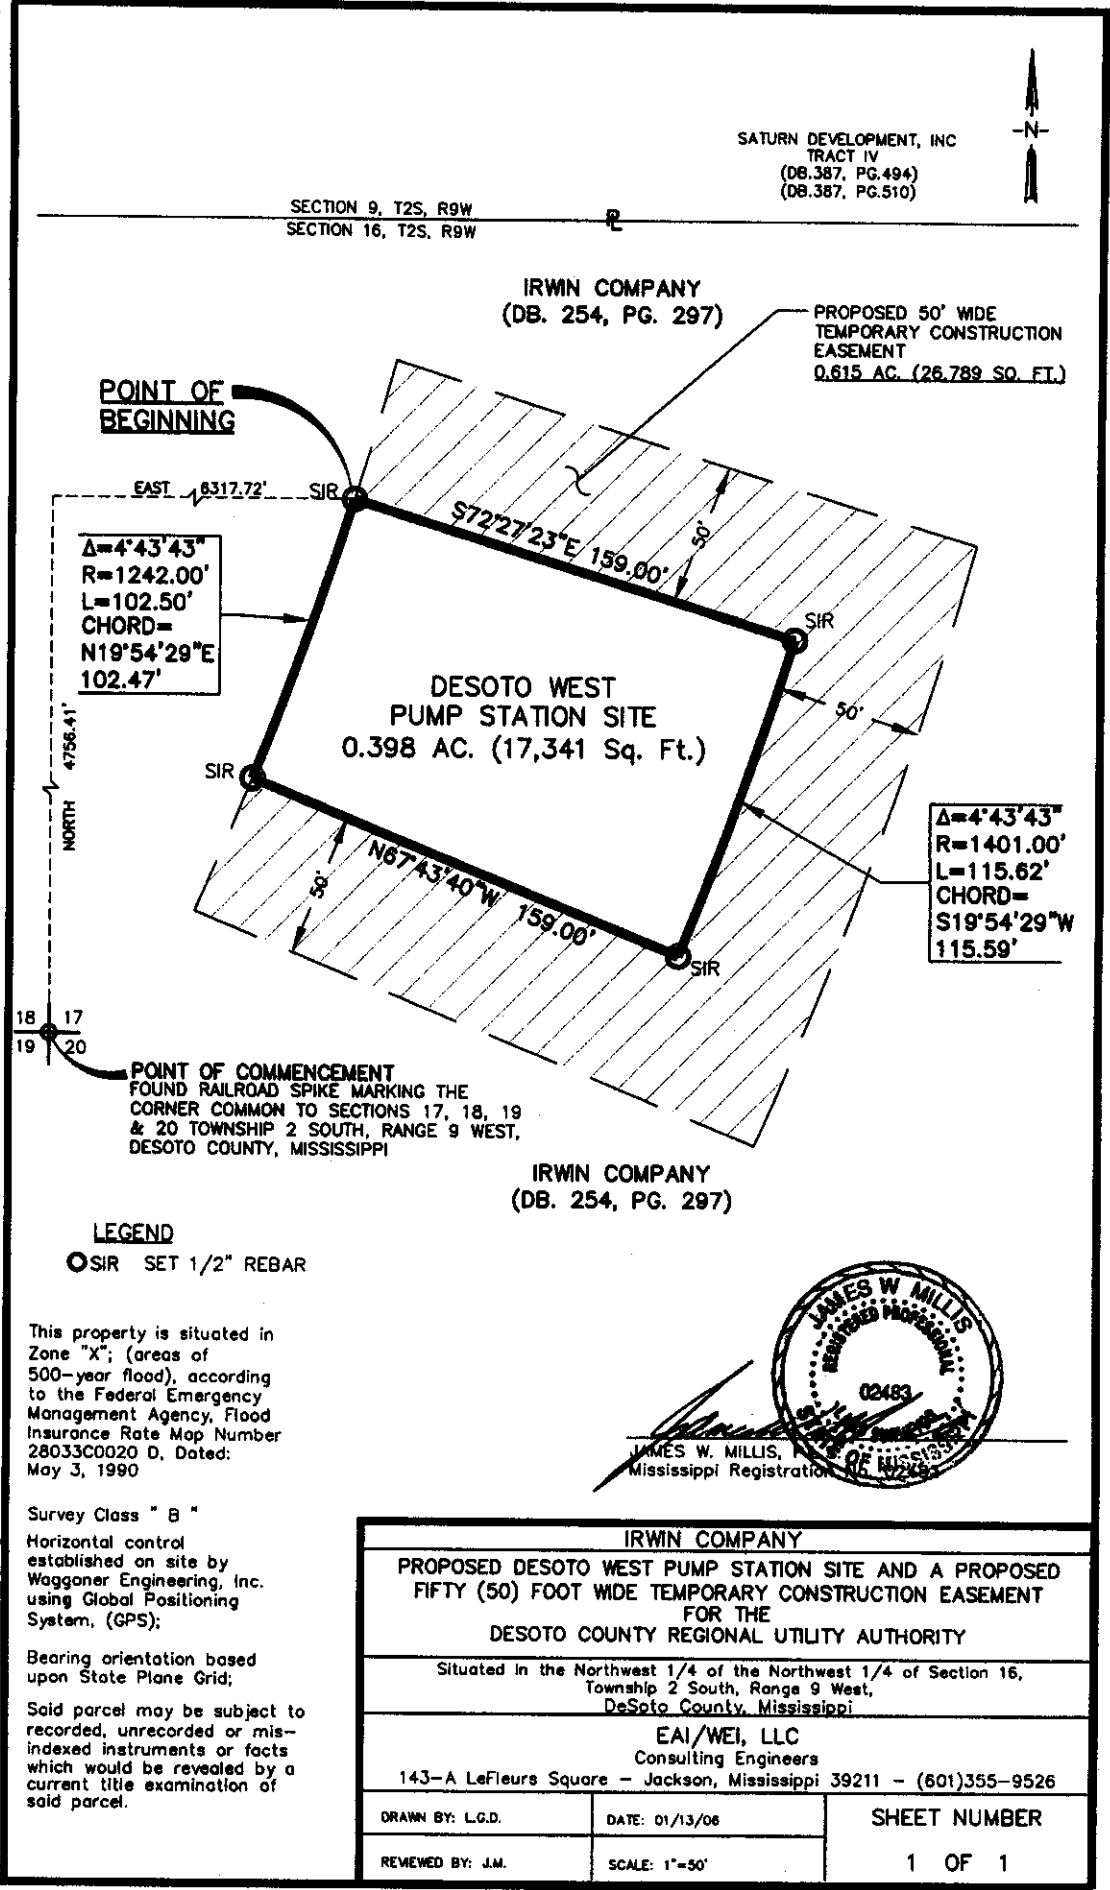 -N-
SATURN DEVELOPMENT, INC
TRACT IV
(DB.387, PG.494)
(DB.387, PG.510)
SECTION 9, T2S, R9W
SECTION 16, T2S, R9W
PL
IRWIN COMPANY
(DB. 254, PG. 297)
PROPOSED 50' WIDE
TEMPORARY CONSTRUCTION
EASEMENT
0.615 AC. (26,789 SQ. FT.)
POINT OF
BEGINNING
EAST 6317.72'
SIR
S72°27'23"E 159.00'
50'
SIR
Δ=4°43'43"
R=1242.00'
L=102.50'
CHORD=
N19°54'29"E
102.47'
DESOTO WEST
PUMP STATION SITE
0.398 AC. (17,341 Sq. Ft.)
50'
NORTH 4756.41'
SIR
N67°43'40"W 159.00'
50'
SIR
Δ=4°43'43"
R=1401.00'
L=115.62'
CHORD=
S19°54'29"W
115.59'
18 17
19 20
POINT OF COMMENCEMENT
FOUND RAILROAD SPIKE MARKING THE
CORNER COMMON TO SECTIONS 17, 18, 19
& 20 TOWNSHIP 2 SOUTH, RANGE 9 WEST,
DESOTO COUNTY, MISSISSIPPI
IRWIN COMPANY
(DB. 254, PG. 297)
LEGEND
SIR SET 1/2" REBAR
This property is situated in
Zone "X"; (areas of
500-year flood), according
to the Federal Emergency
Management Agency, Flood
Insurance Rate Map Number
28033C0020 D, Dated:
May 3, 1990
Survey Class " B "
Horizontal control
established on site by
Waggoner Engineering, Inc.
using Global Positioning
System, (GPS);
Bearing orientation based
upon State Plane Grid;
Said parcel may be subject to
recorded, unrecorded or mis-
indexed instruments or facts
which would be revealed by a
current title examination of
said parcel.
JAMES W MILLIS
REGISTERED PROFESSIONAL
02483
STATE OF MISSISSIPPI
JAMES W. MILLIS,
Mississippi Registration
IRWIN COMPANY
PROPOSED DESOTO WEST PUMP STATION SITE AND A PROPOSED
FIFTY (50) FOOT WIDE TEMPORARY CONSTRUCTION EASEMENT
FOR THE
DESOTO COUNTY REGIONAL UTILITY AUTHORITY
Situated in the Northwest 1/4 of the Northwest 1/4 of Section 16,
Township 2 South, Range 9 West,
DeSoto County, Mississippi
EAI/WEI, LLC
Consulting Engineers
143-A LeFleurs Square - Jackson, Mississippi 39211 - (601)355-9526
DRAWN BY: L.G.D.
DATE: 01/13/06
SHEET NUMBER
REVIEWED BY: J.M.
SCALE: 1"=50'
1 OF 1